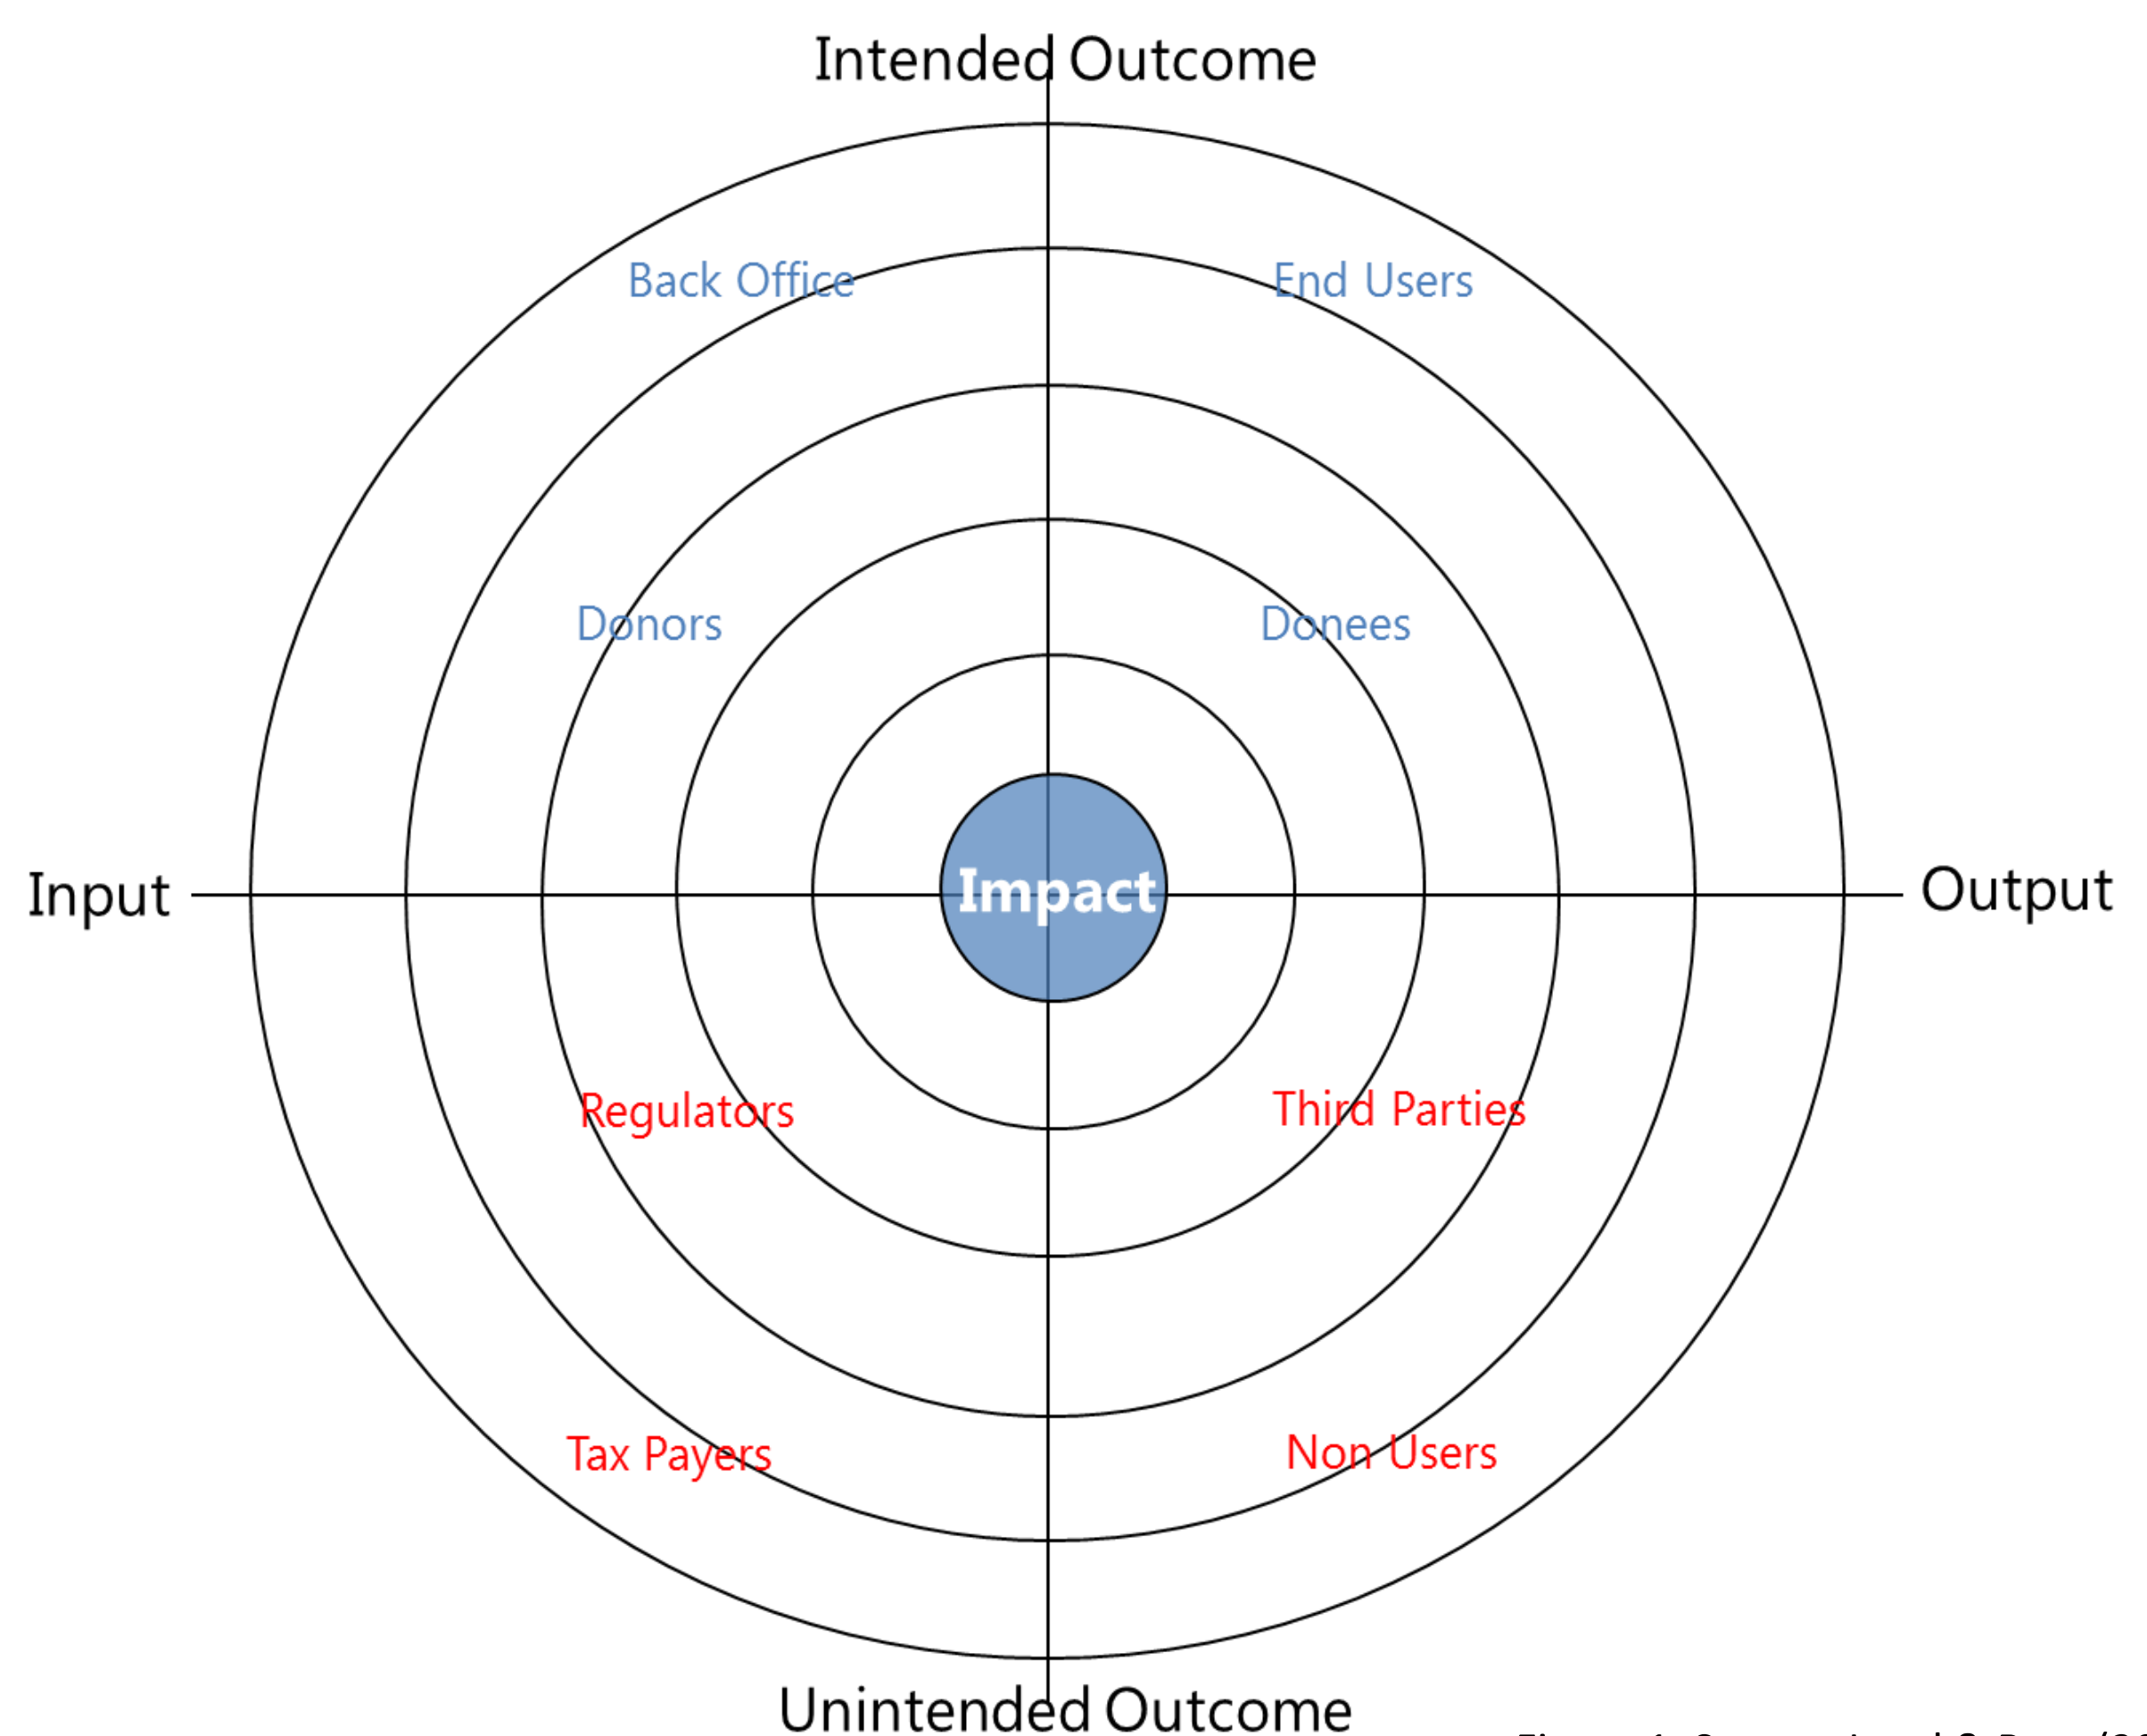 Intended Outcome
Back Office
End Users
Donors
Donees
Input
Impact
Output
Regulators
Third Parties
Tax Payers
Non Users
Unintended Outcome